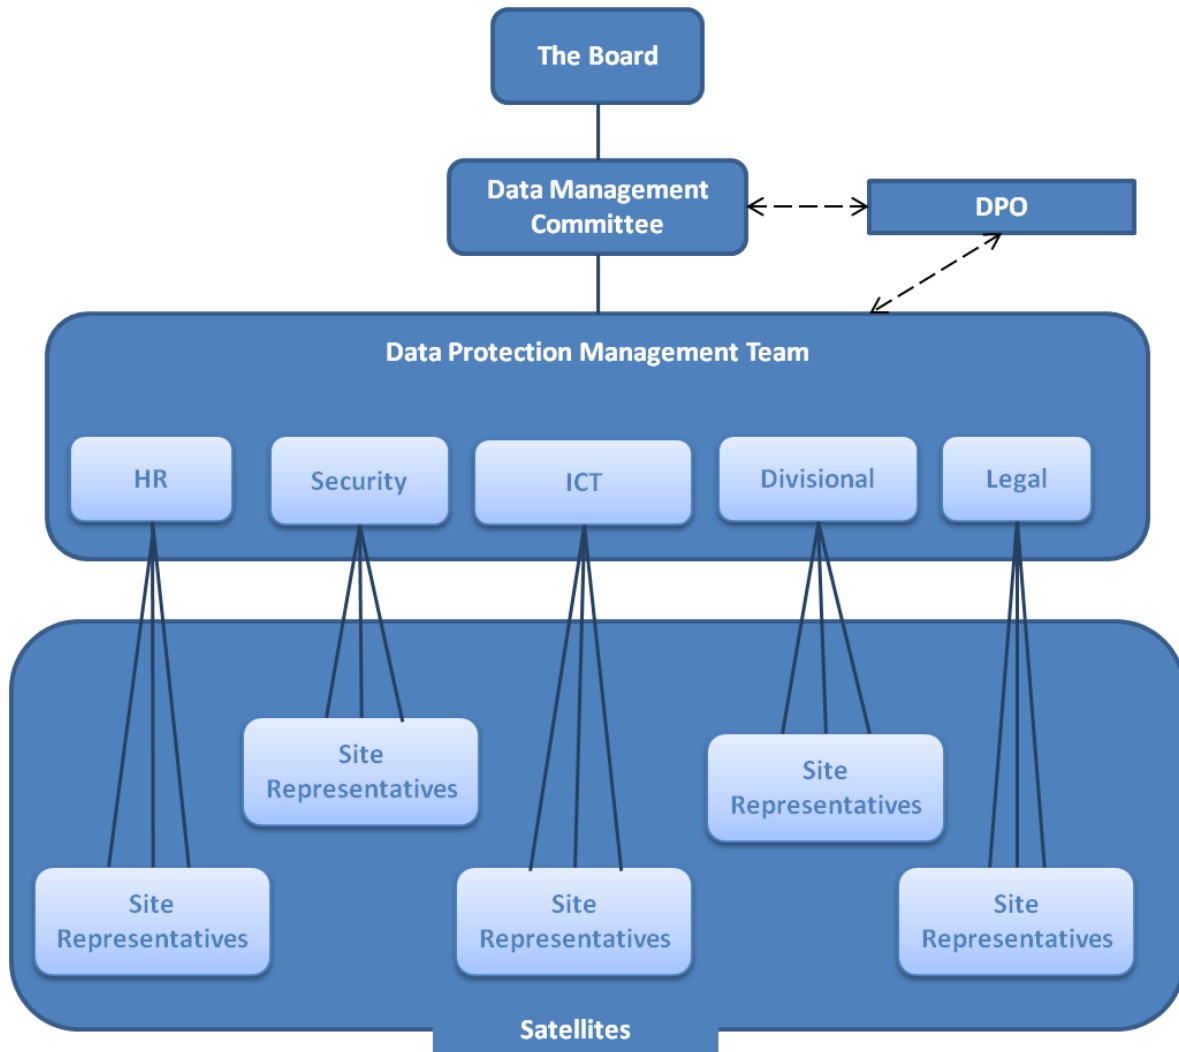 The Board
Data Management
Committee
DPO
Data Protection Management Team
HR
Security
ICT
Divisional
Legal
Site
Representatives
Site
Representatives
Site
Representatives
Site
Representatives
Site
Representatives
Satellites